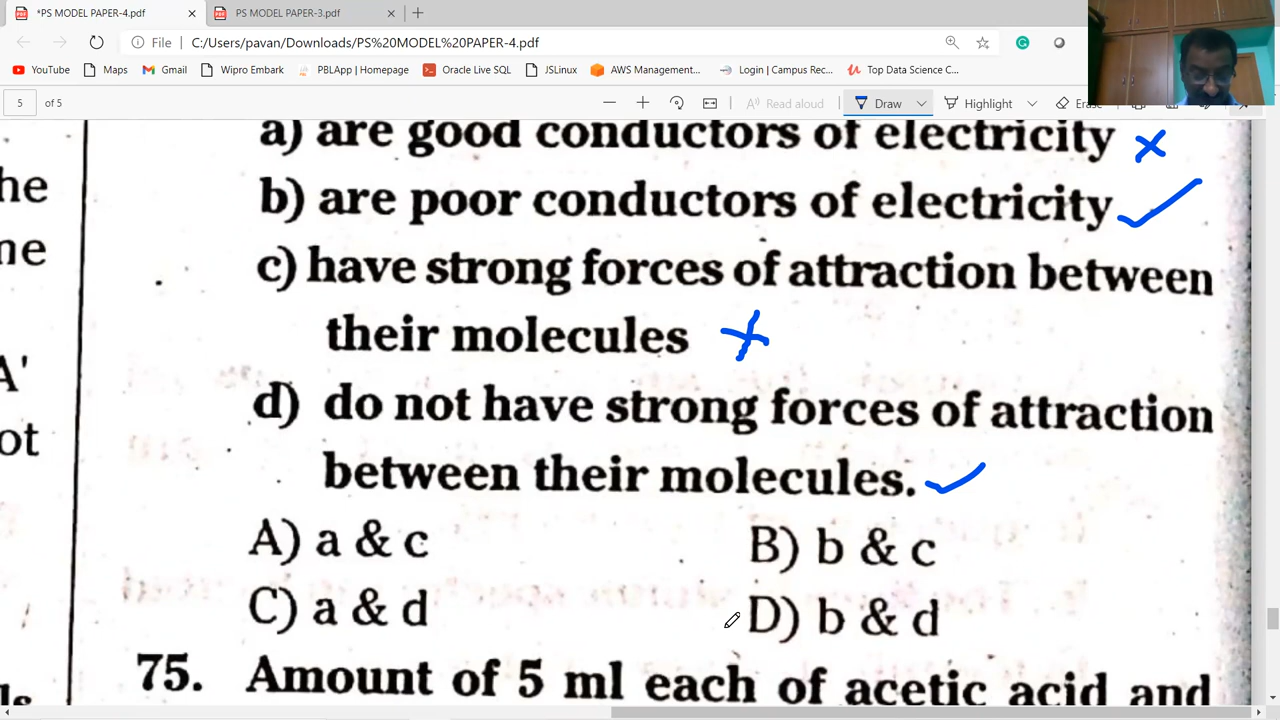 *PS MODEL PAPER-4.pdf
PS MODEL PAPER-3.pdf
File
C:/Users/pavan/Downloads/PS%20MODEL%20PAPER-4.pdf
YouTube
Maps
Gmail
Wipro Embark
PBLApp | Homepage
Oracle Live SQL
JSLinux
AWS Management...
Login | Campus Rec...
Top Data Science C...
5 of 5
Read aloud
Draw
Highlight
a) are good conductors of electricity
b) are poor conductors of electricity
c) have strong forces of attraction between
their molecules
d) do not have strong forces of attraction
between their molecules.
A) a & c
B) b & c
C) a & d
D) b & d
75. Amount of 5 ml each of acetic acid and